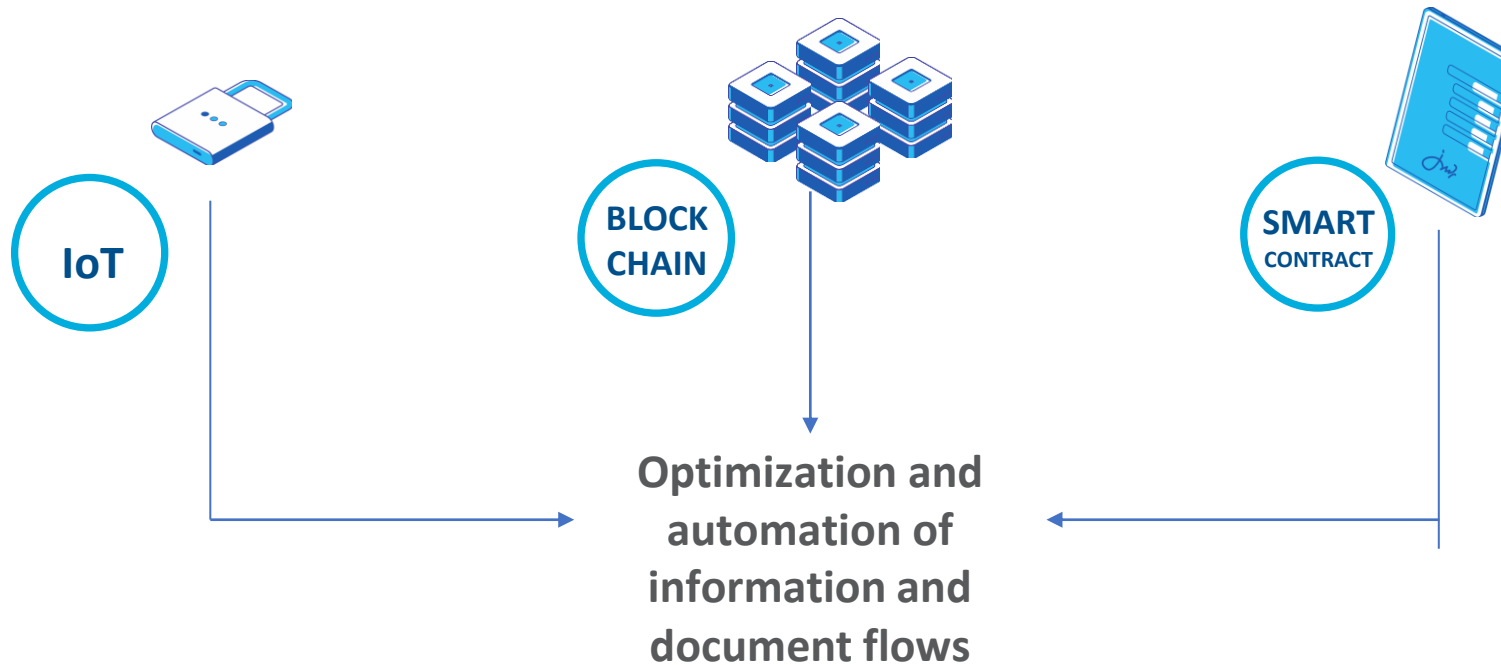 IoT
BLOCK
CHAIN
SMART
CONTRACT
Optimization and
automation of
information and
document flows